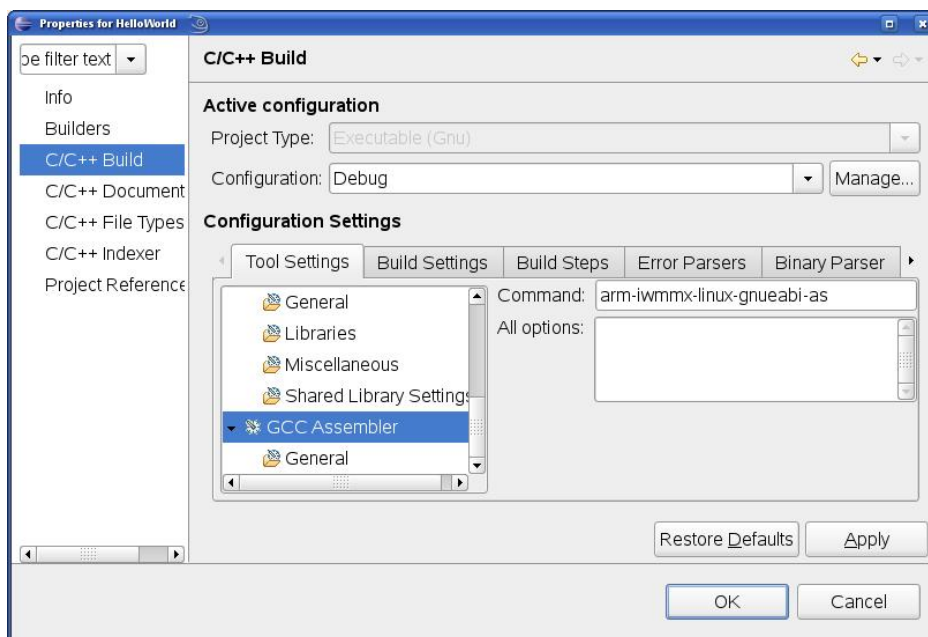 Properties for HelloWorld
pe filter text
C/C++ Build
Info
Builders
C/C++ Build
C/C++ Document
C/C++ File Types
C/C++ Indexer
Project Reference
Active configuration
Project Type: Executable (Gnu)
Configuration: Debug Manage...
Configuration Settings
Tool Settings Build Settings Build Steps Error Parsers Binary Parser
General
Libraries
Miscellaneous
Shared Library Settings
GCC Assembler
General
Command: arm-iwmmx-linux-gnueabi-as
All options:
Restore Defaults Apply
OK Cancel